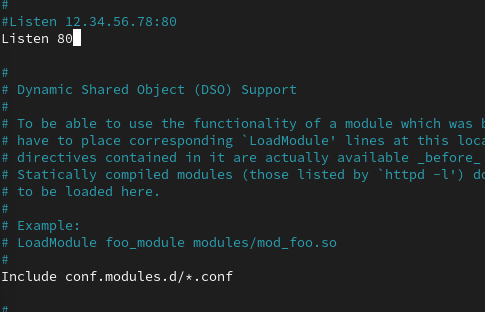 #
#Listen 12.34.56.78:80
Listen 80
#
# Dynamic Shared Object (DSO) Support
#
# To be able to use the functionality of a module which was b
# have to place corresponding `LoadModule' lines at this loca
# directives contained in it are actually available _before_
# Statically compiled modules (those listed by `httpd -l') do
# to be loaded here.
#
# Example:
# LoadModule foo_module modules/mod_foo.so
#
Include conf.modules.d/*.conf
#